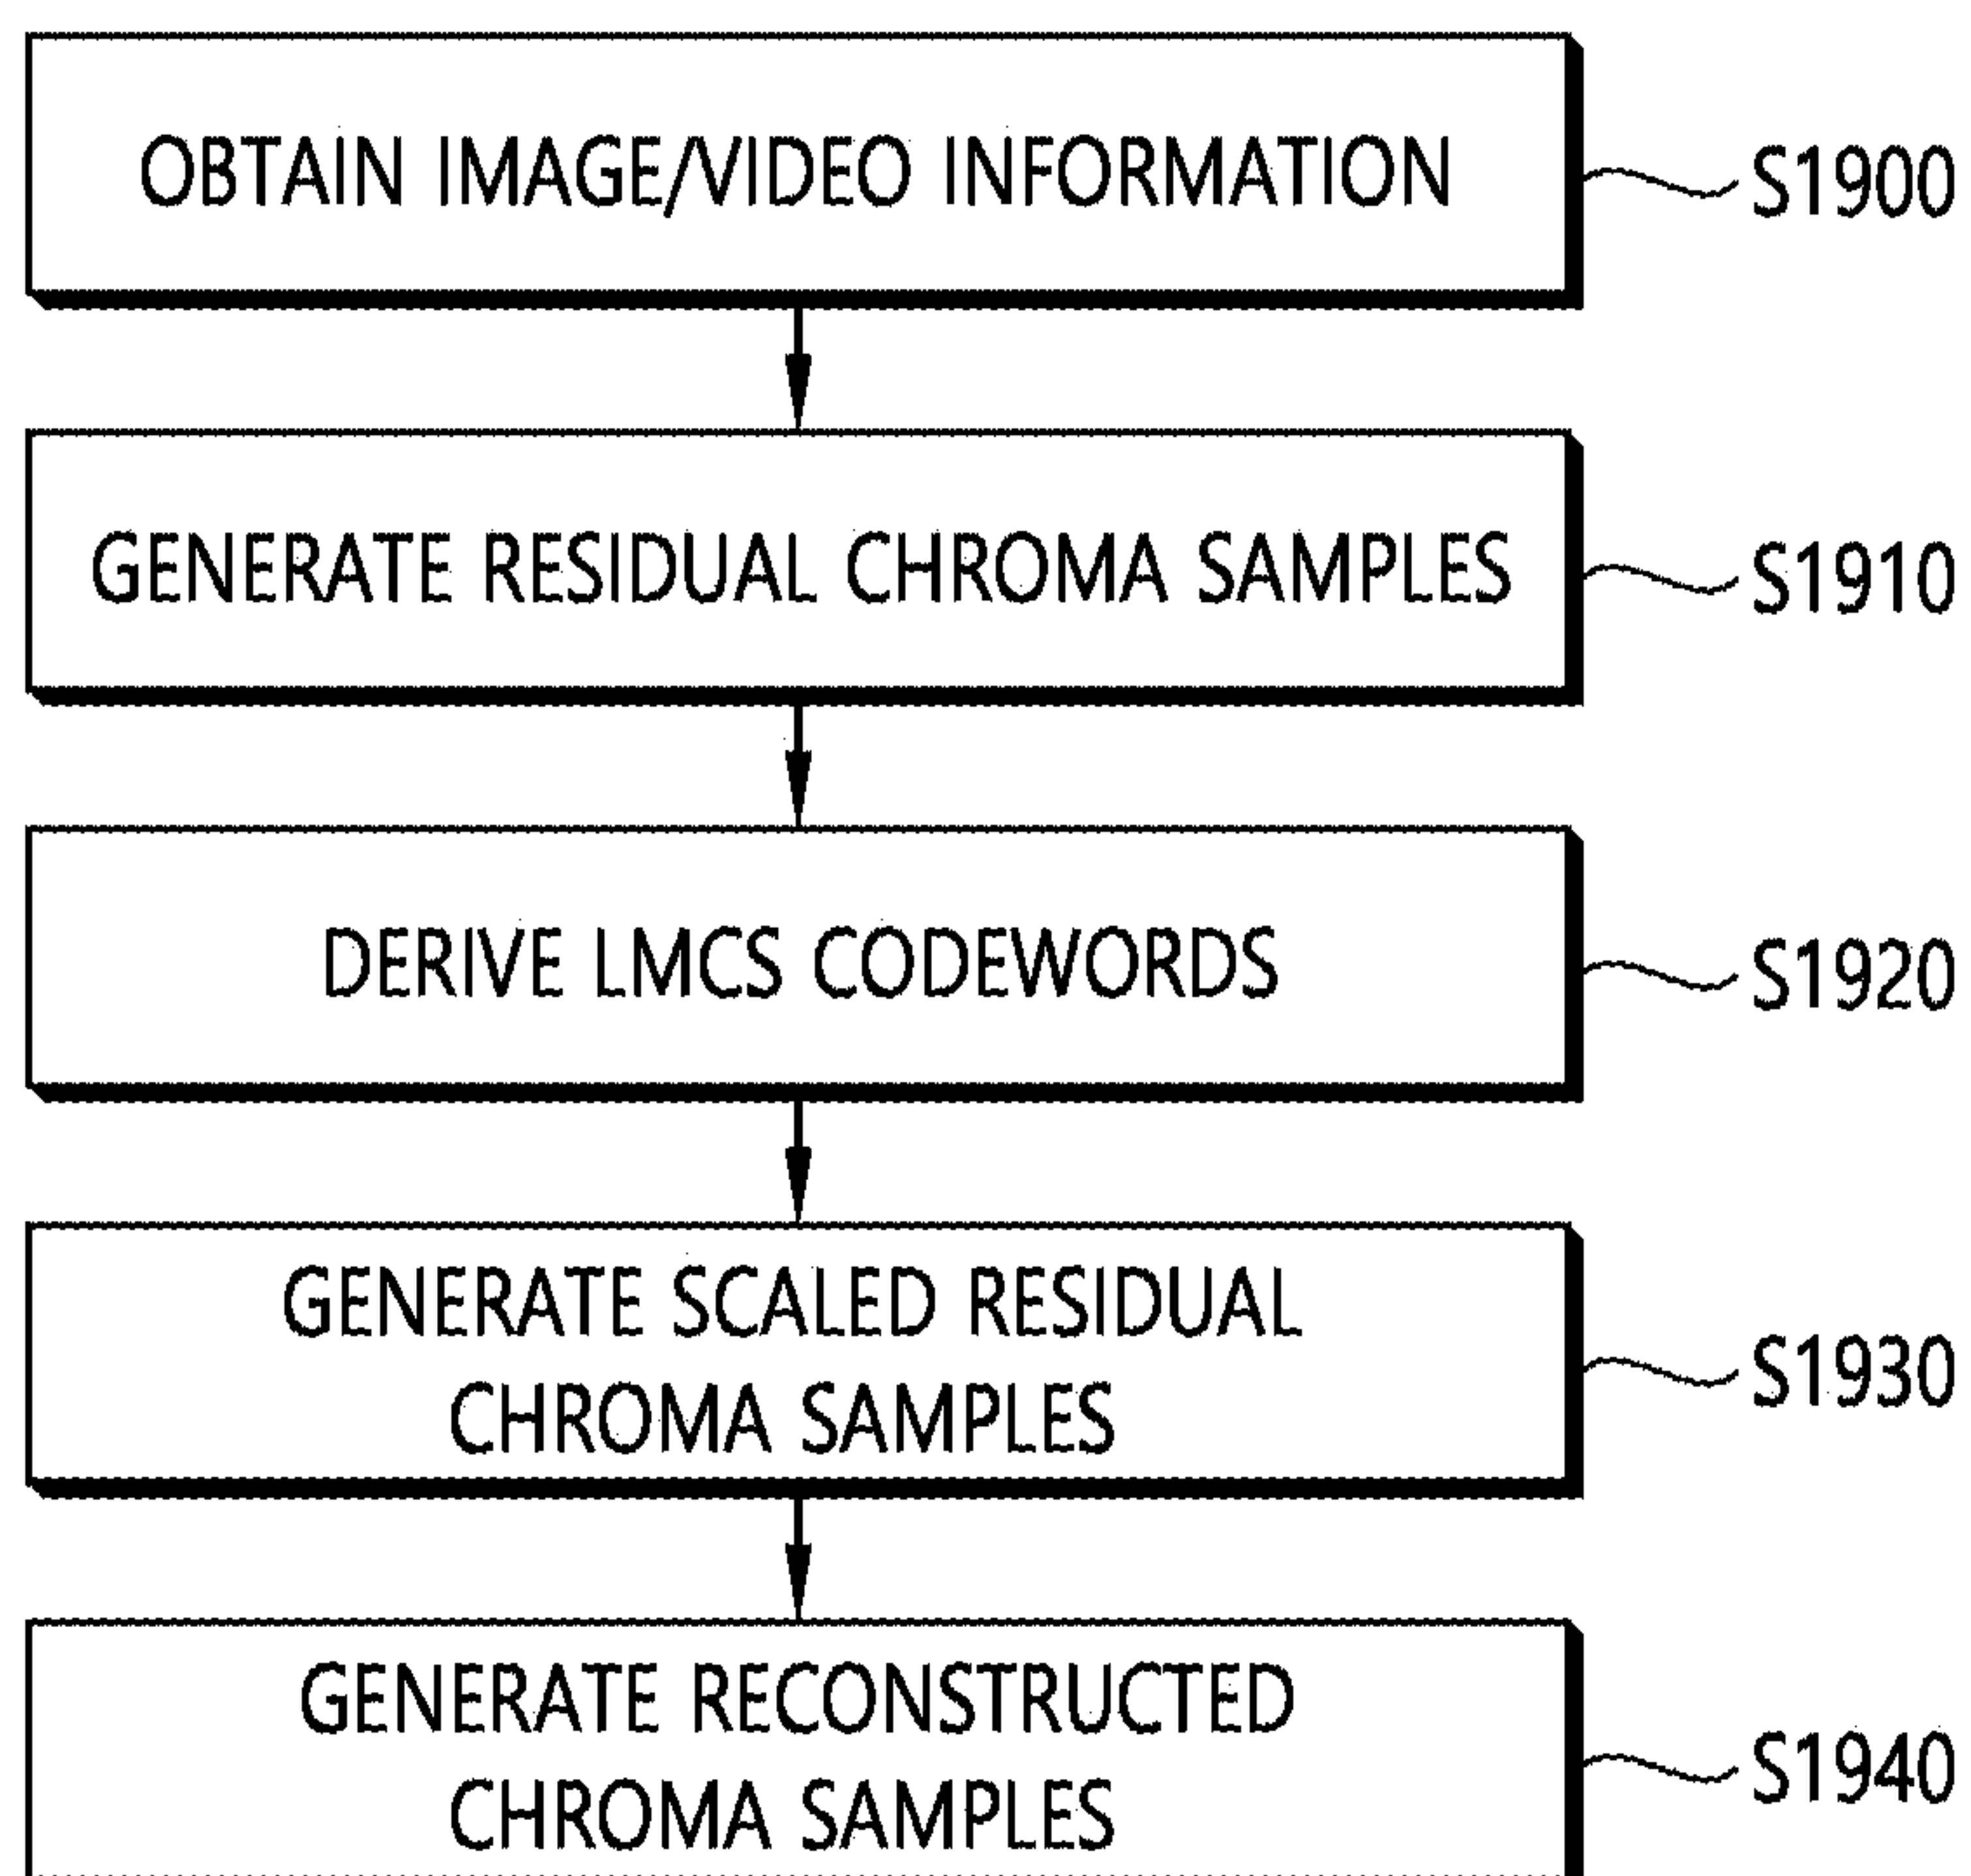 OBTAIN IMAGE/VIDEO INFORMATION
S1900
GENERATE RESIDUAL CHROMA SAMPLES
S1910
DERIVE LMCS CODEWORDS
S1920
GENERATE SCALED RESIDUAL
CHROMA SAMPLES
S1930
GENERATE RECONSTRUCTED
CHROMA SAMPLES
S1940